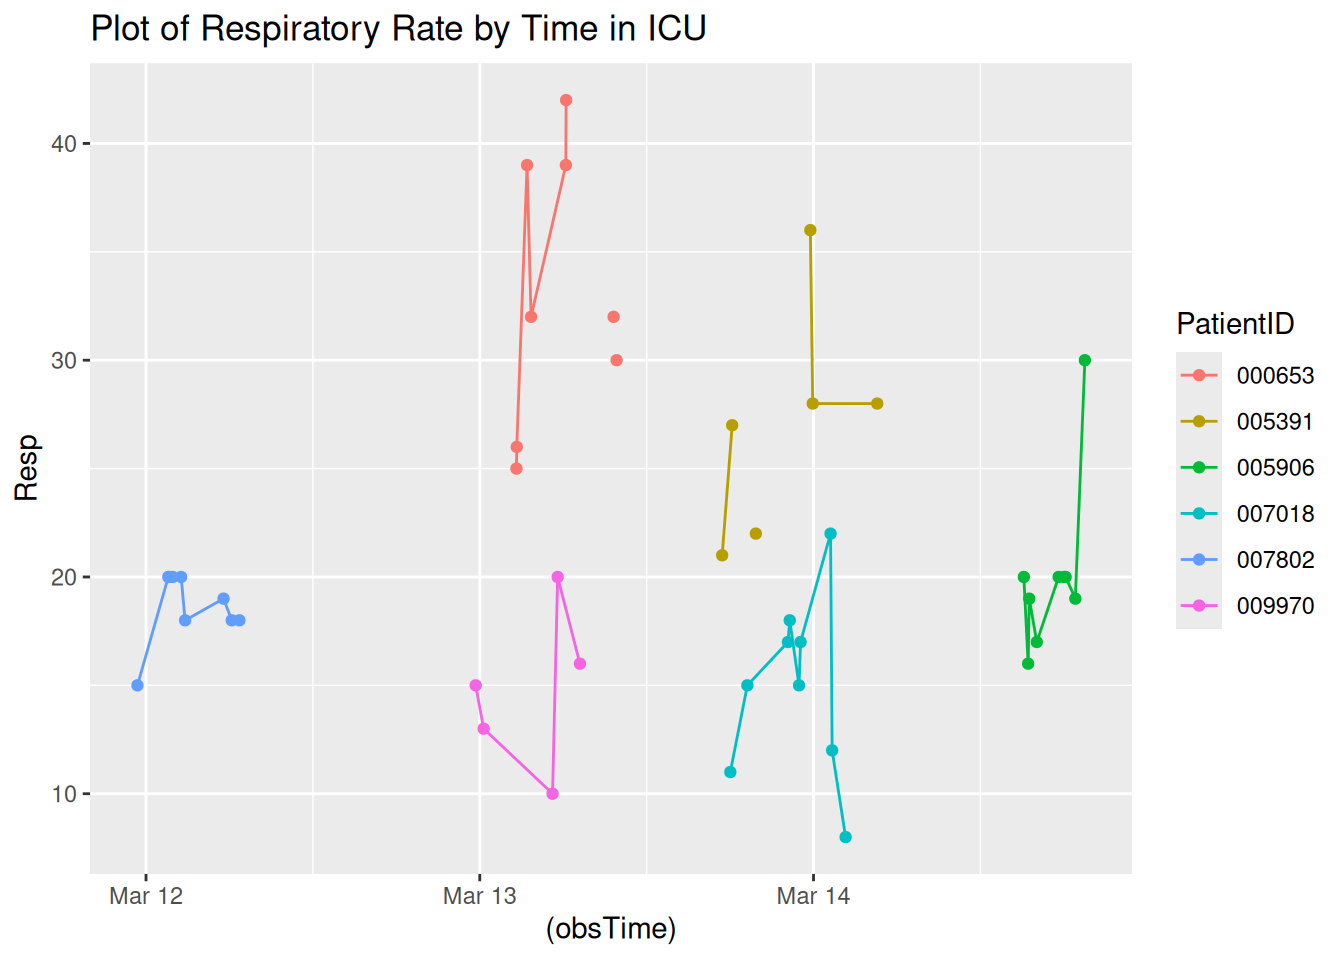 Plot of Respiratory Rate by Time in ICU
40
30
20
10
Resp
Mar 12
Mar 13
Mar 14
(obsTime)
PatientID
000653
005391
005906
007018
007802
009970